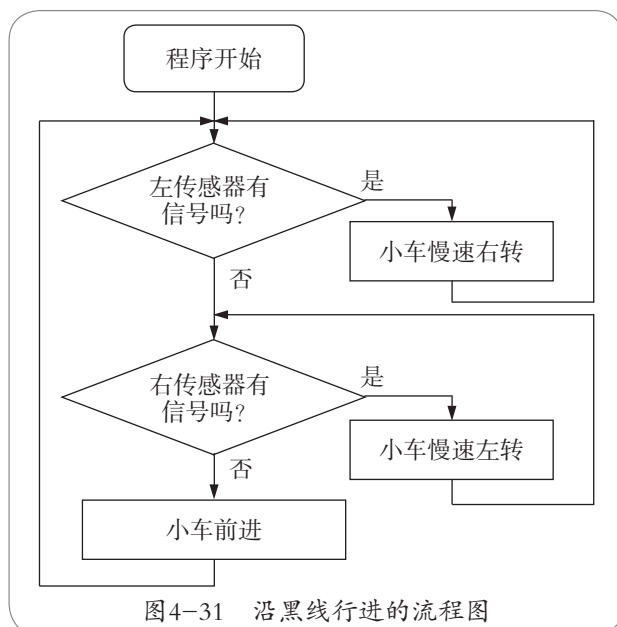 程序开始
左传感器有
信号吗?
是
小车慢速右转
否
右传感器有
信号吗?
是
小车慢速左转
否
小车前进
图4-31 沿黑线行进的流程图